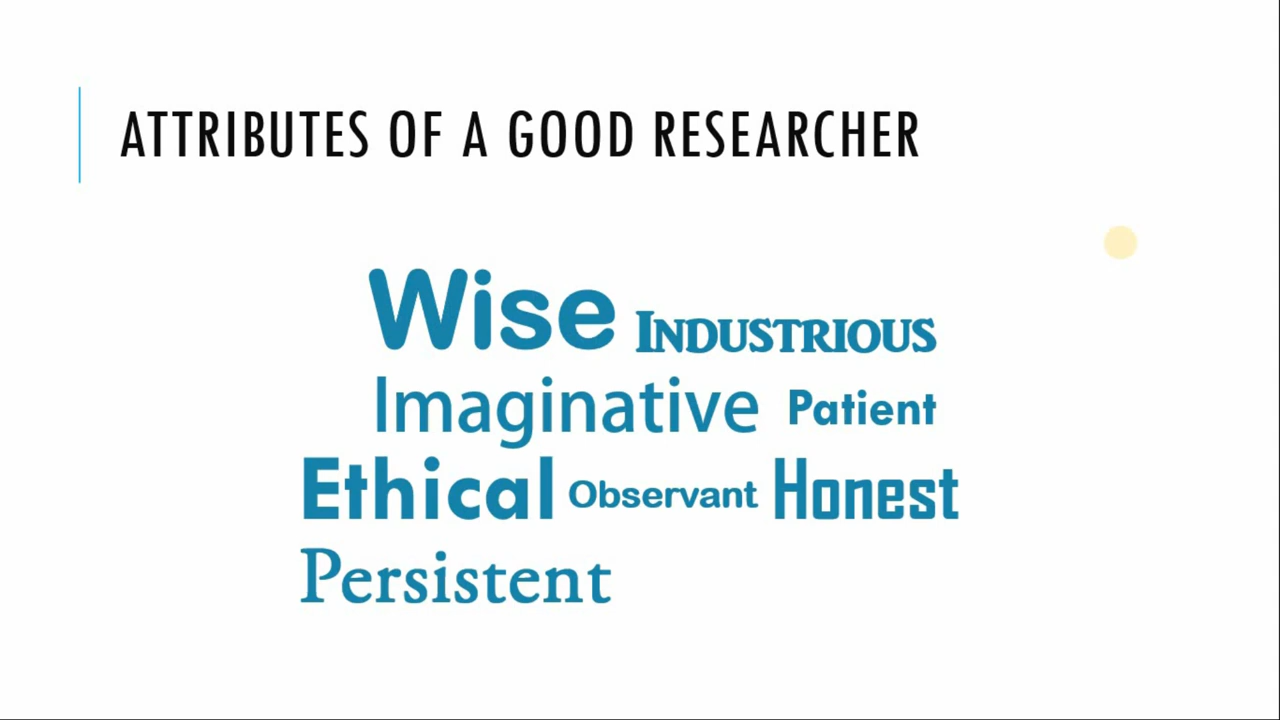 ATTRIBUTES OF A GOOD RESEARCHER
Wise INDUSTRIOUS
Imaginative Patient
Ethical Observant Honest
Persistent